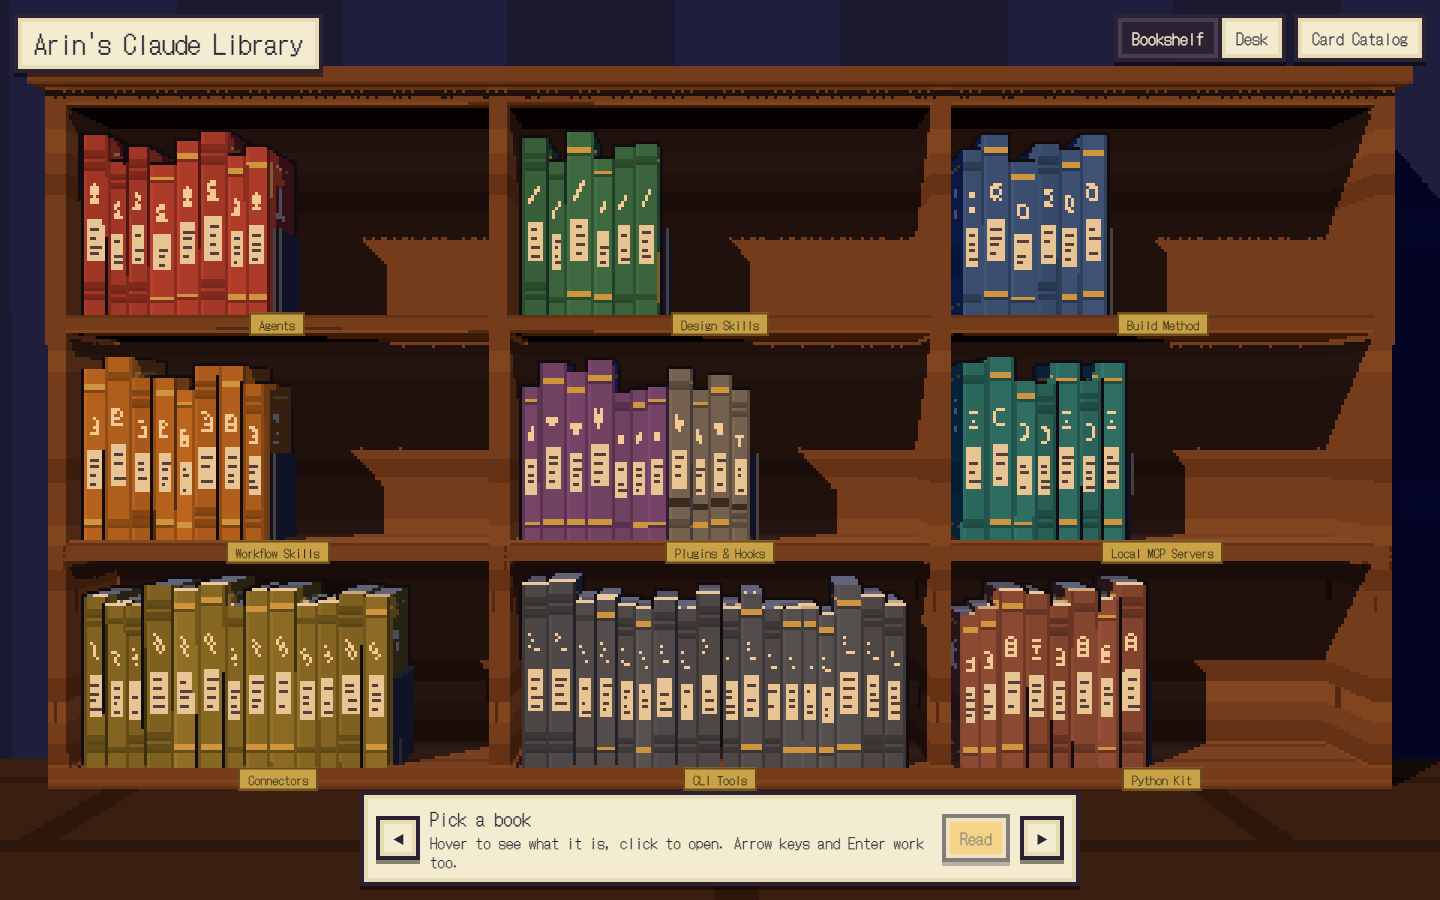 Arin's Claude Library
Bookshelf
Desk
Card Catalog
Agents
Design Skills
Build Method
Workflow Skills
Plugins & Hooks
Local MCP Servers
Connectors
CLI Tools
Python Kit
◄
Pick a book
Hover to see what it is, click to open. Arrow keys and Enter work
too.
Read
►